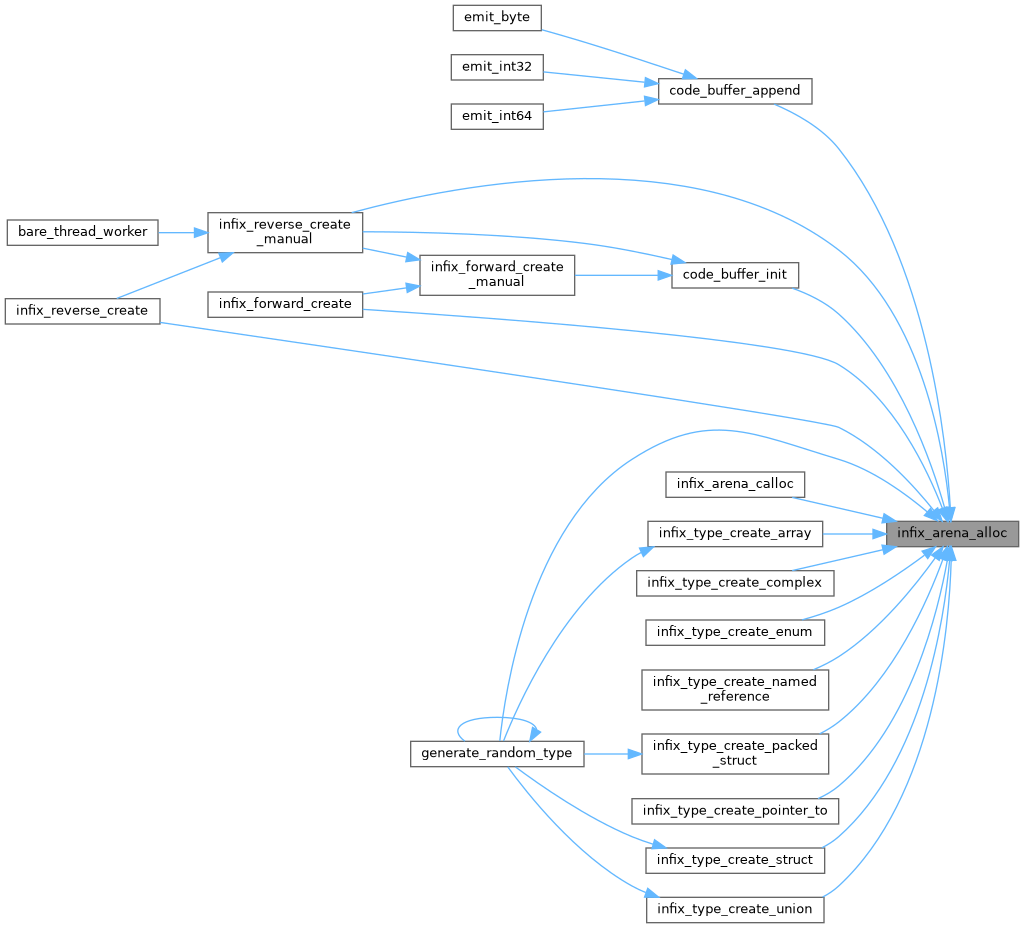 emit_byte
emit_int32
code_buffer_append
emit_int64
infix_reverse_create
_manual
bare_thread_worker
infix_forward_create
_manual
code_buffer_init
infix_forward_create
infix_reverse_create
infix_arena_calloc
infix_type_create_array
infix_arena_alloc
infix_type_create_complex
infix_type_create_enum
infix_type_create_named
_reference
infix_type_create_packed
_struct
generate_random_type
infix_type_create_pointer_to
infix_type_create_struct
infix_type_create_union